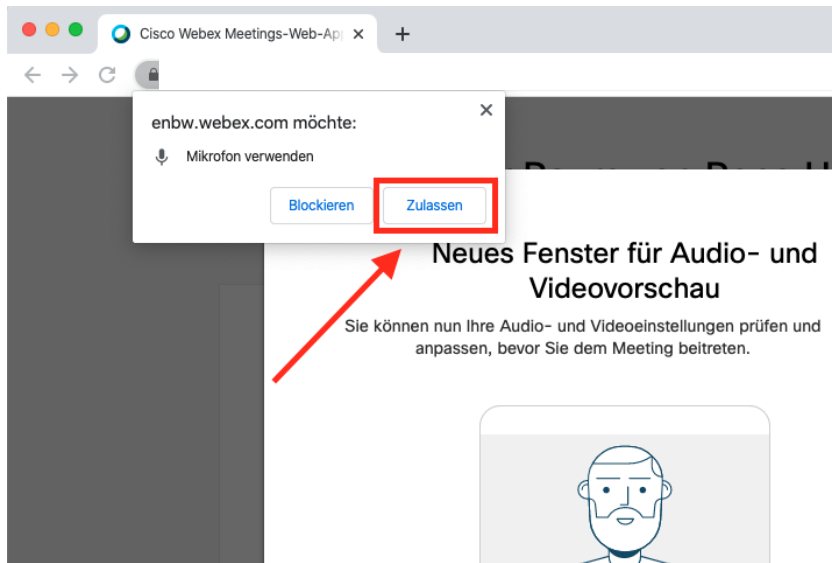 Cisco Webex Meetings-Web-Ap
enbw.webex.com möchte:
Mikrofon verwenden
Blockieren
Zulassen
Neues Fenster für Audio- und
Videovorschau
Sie können nun Ihre Audio- und Videoeinstellungen prüfen und
anpassen, bevor Sie dem Meeting beitreten.